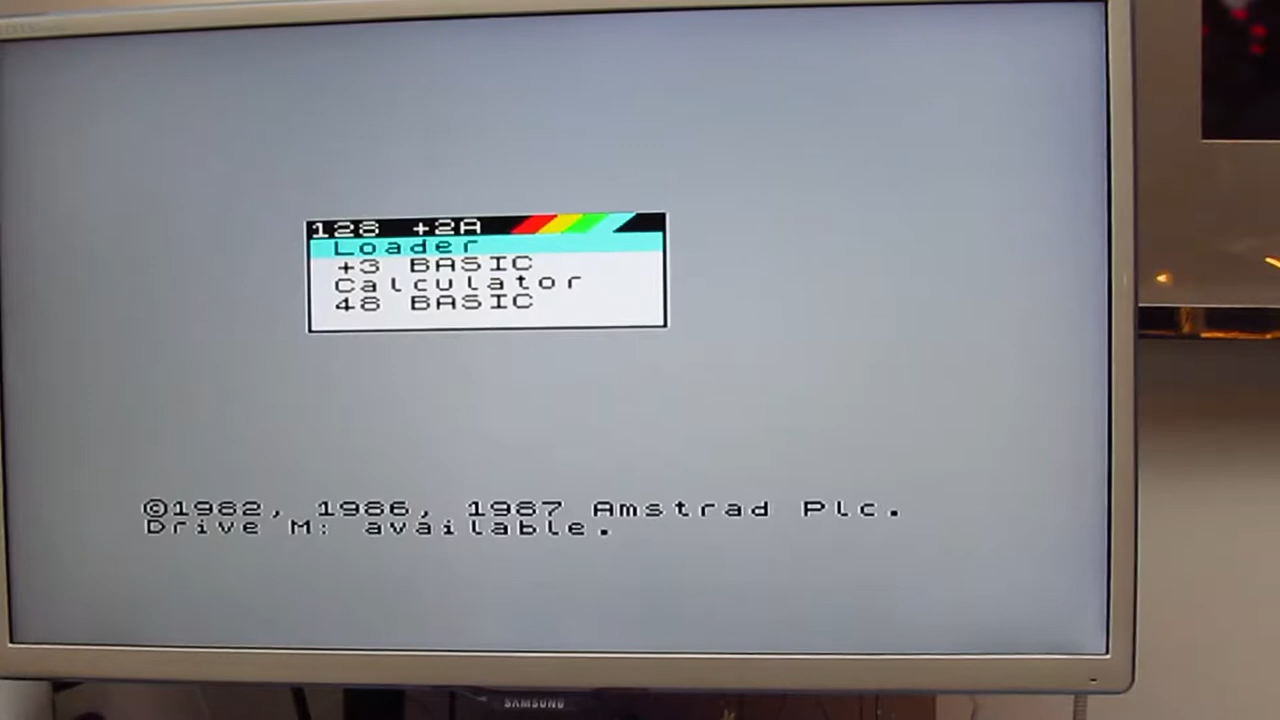 128 +2A
Loader
+3 BASIC
Calculator
48 BASIC
©1982, 1986, 1987 Amstrad Plc.
Drive M: available.
SAMSUNG